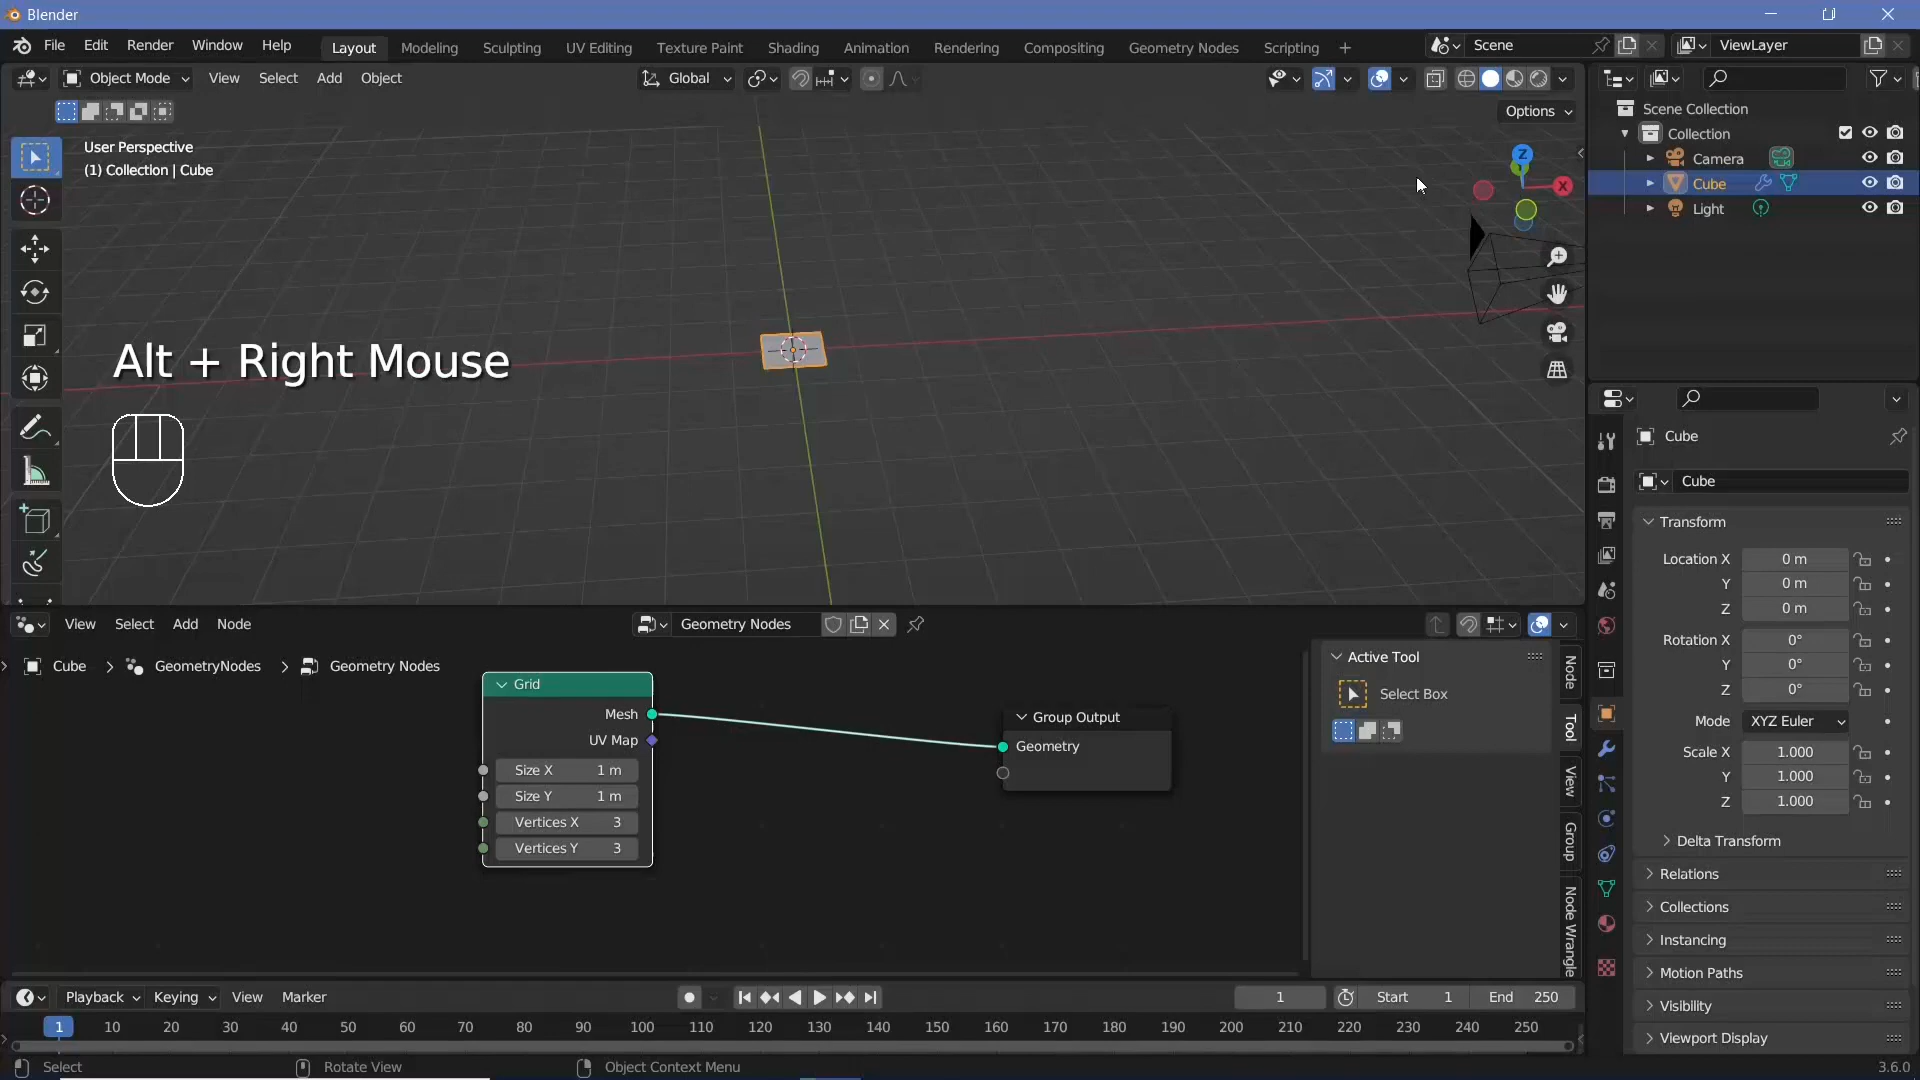 Blender
File Edit Render Window Help Layout Modeling Sculpting UV Editing Texture Paint Shading Animation Rendering Compositing Geometry Nodes Scripting + Scene ViewLayer
Object Mode View Select Add Object Global
Options
User Perspective
(1) Collection | Cube
Z
X
Alt + Right Mouse
Scene Collection
Collection
Camera
Cube
Light
Cube
Cube
Transform
Location X 0 m
Y 0 m
Z 0 m
Rotation X 0°
Y 0°
Z 0°
Mode XYZ Euler
Scale X 1.000
Y 1.000
Z 1.000
Delta Transform
Relations
Collections
Instancing
Motion Paths
Visibility
Viewport Display
View Select Add Node Geometry Nodes
Cube > GeometryNodes > Geometry Nodes
Grid
Mesh
UV Map
Size X 1 m
Size Y 1 m
Vertices X 3
Vertices Y 3
Group Output
Geometry
Active Tool
Select Box
Node
Tool
View
Group
Node Wrangle
Playback Keying View Marker 1 Start 1 End 250
1 10 20 30 40 50 60 70 80 90 100 110 120 130 140 150 160 170 180 190 200 210 220 230 240 250
Select Rotate View Object Context Menu 3.6.0